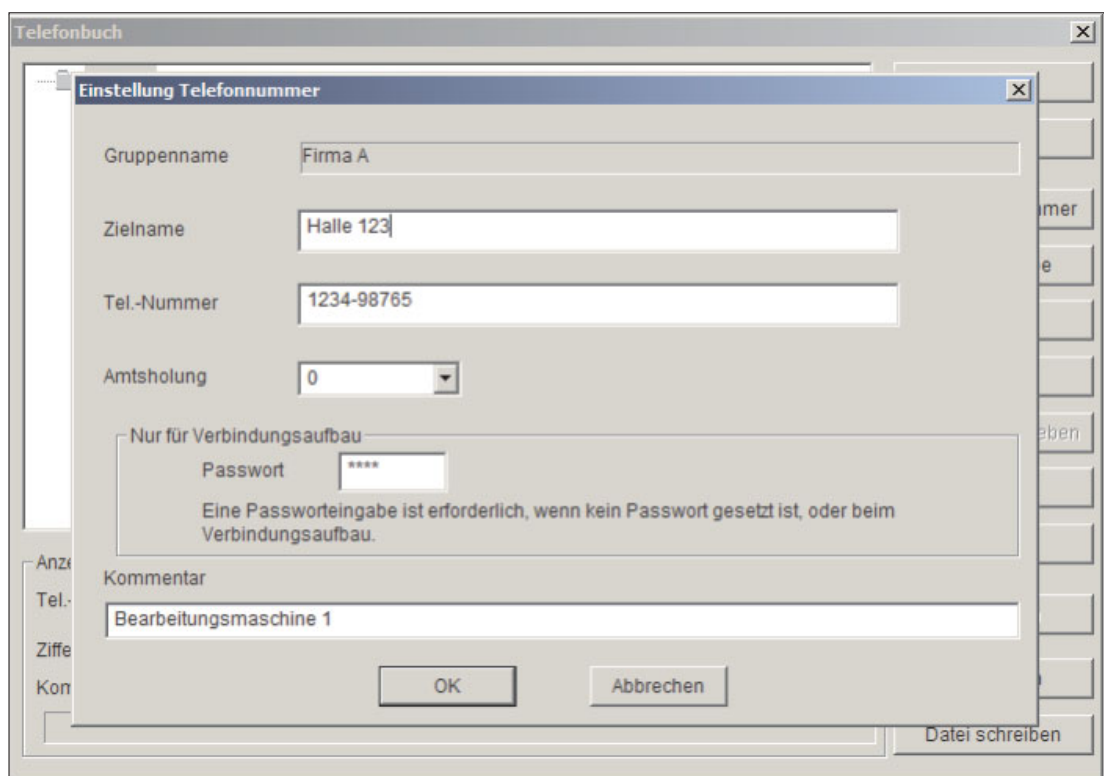 Telefonbuch
Einstellung Telefonnummer
Gruppenname
Firma A
Zielname
Halle 123
Tel.-Nummer
1234-98765
Amtsholung
0
Nur für Verbindungsaufbau
Passwort
****
Eine Passworteingabe ist erforderlich, wenn kein Passwort gesetzt ist, oder beim
Verbindungsaufbau.
Kommentar
Bearbeitungsmaschine 1
OK
Abbrechen
Datei schreiben